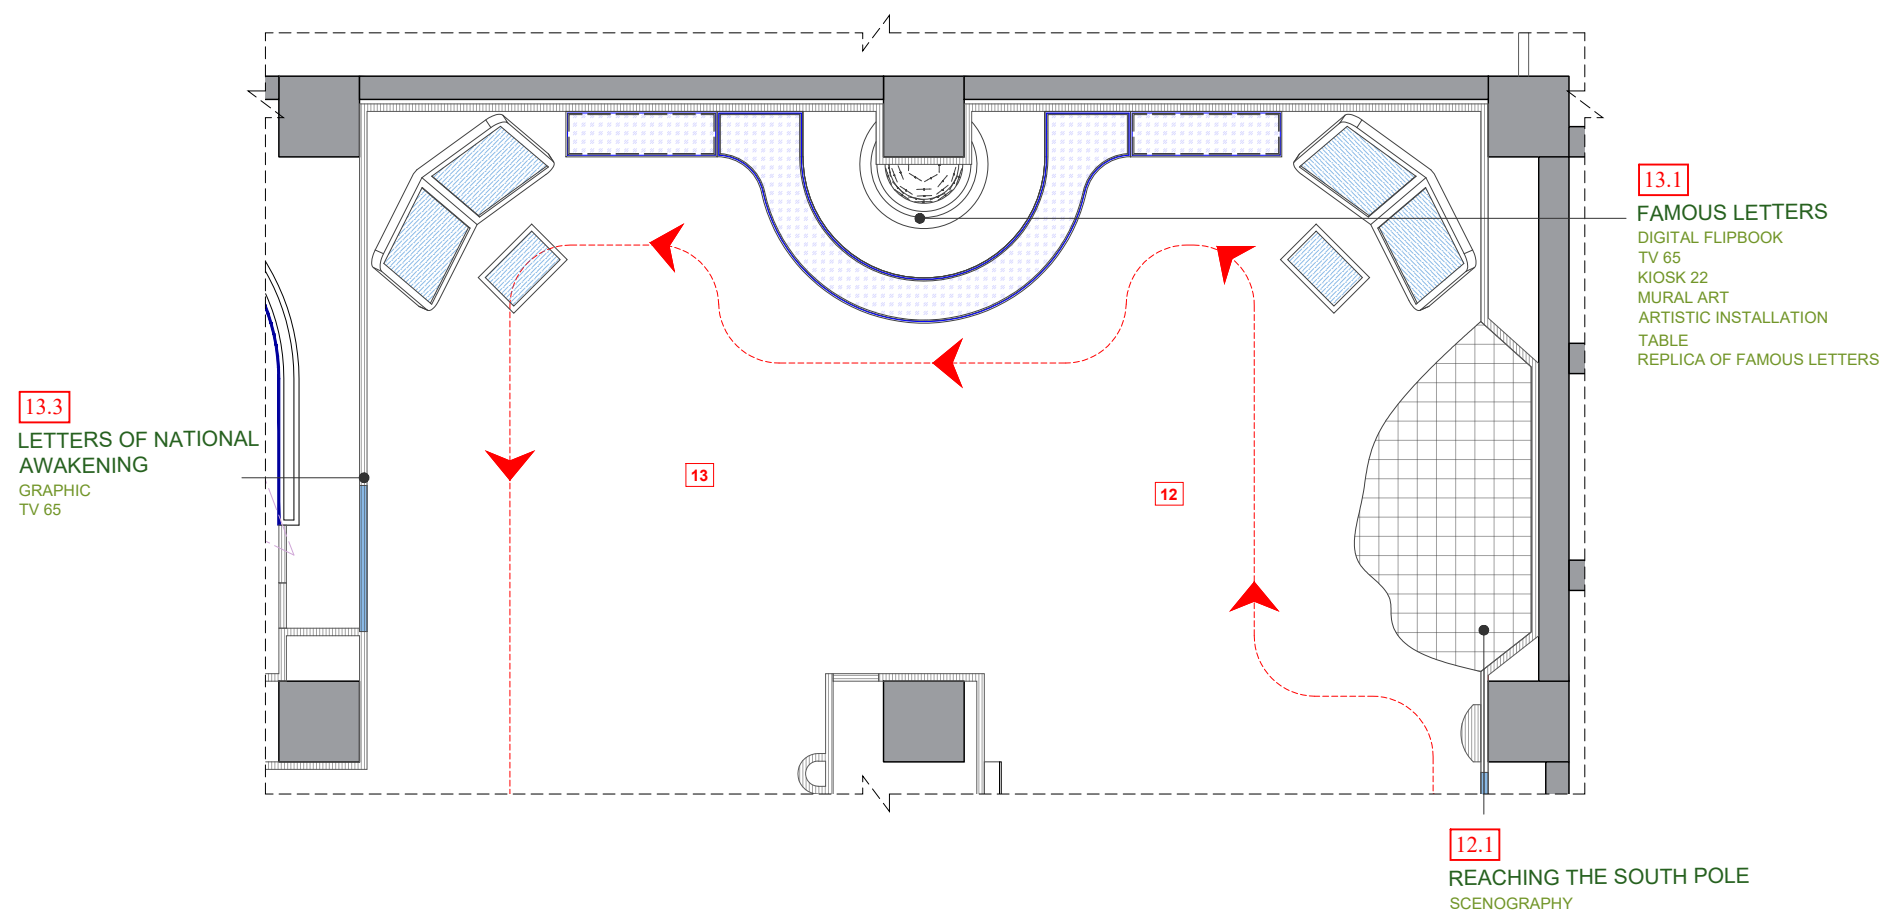 13.1
FAMOUS LETTERS
DIGITAL FLIPBOOK
TV 65
KIOSK 22
MURAL ART
ARTISTIC INSTALLATION
TABLE
REPLICA OF FAMOUS LETTERS
13.3
LETTERS OF NATIONAL
AWAKENING
GRAPHIC
TV 65
13
12
12.1
REACHING THE SOUTH POLE
SCENOGRAPHY